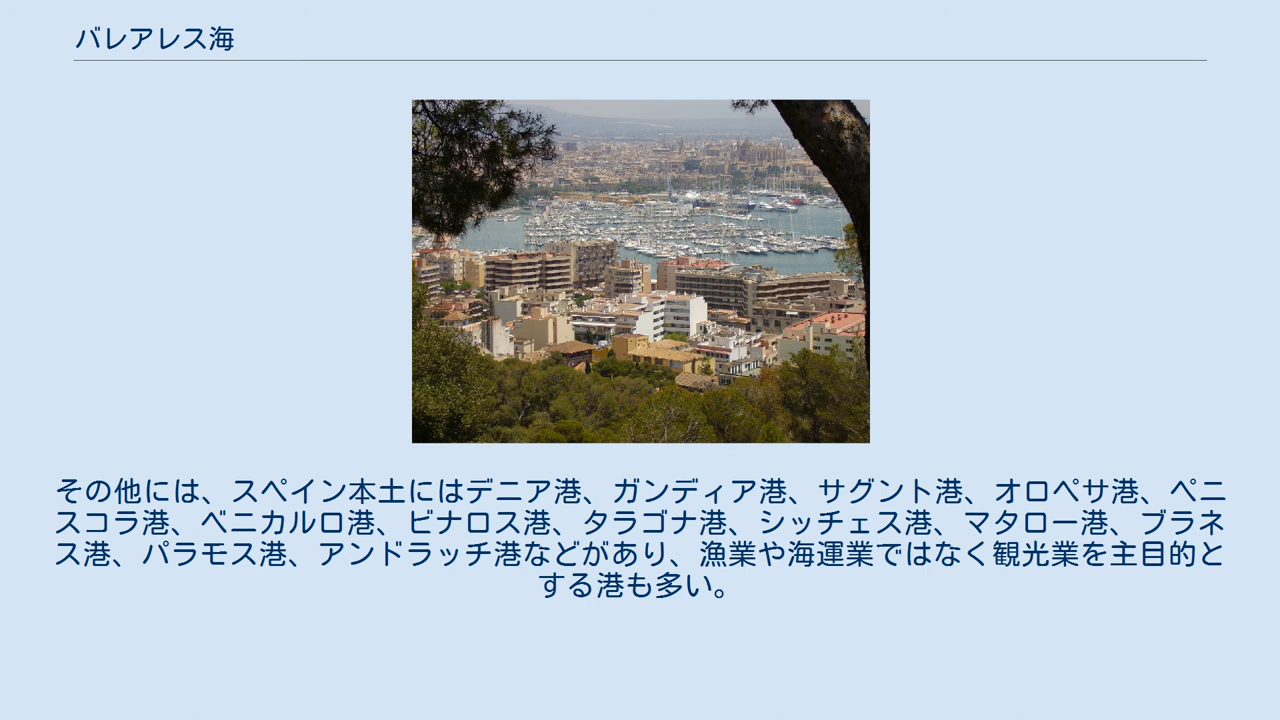 バレアレス海
その他には、スペイン本土にはデニア港、ガンディア港、サグント港、オロペサ港、ペニ
スコラ港、ベニカルロ港、ビナロス港、タラゴナ港、シッチェス港、マタロー港、ブラネ
ス港、パラモス港、アンドラッチ港などがあり、漁業や海運業ではなく観光業を主目的と
する港も多い。